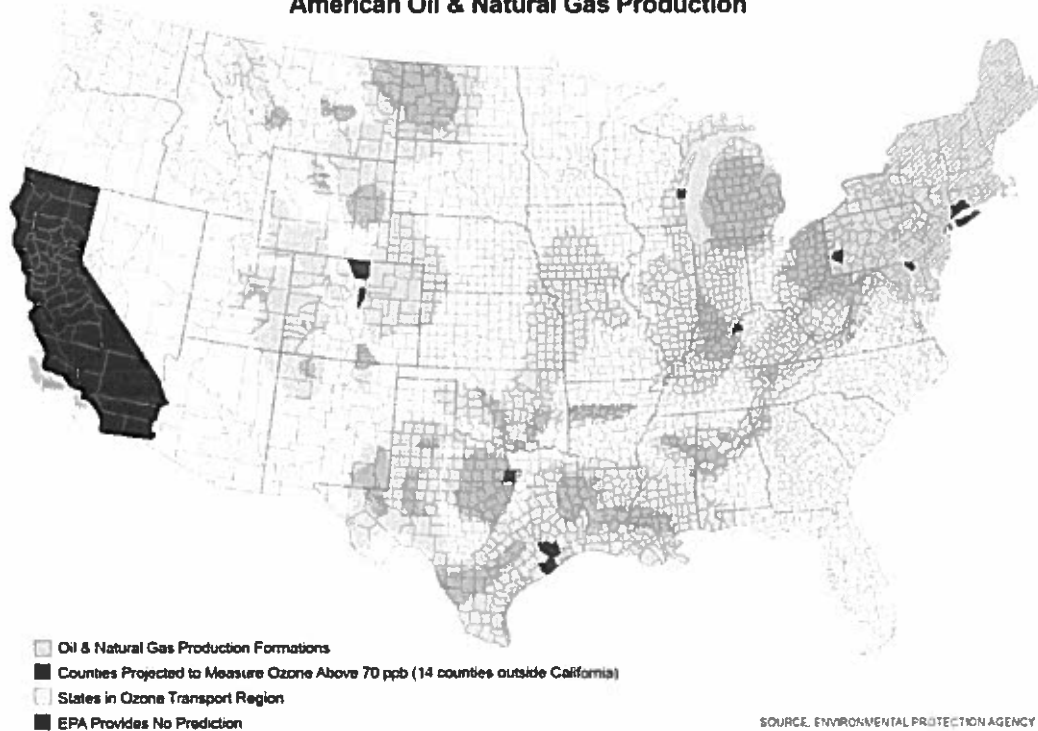 American Oil & Natural Gas Production
Oil & Natural Gas Production Formations
Counties Projected to Measure Ozone Above 70 ppb (14 counties outside California)
States in Ozone Transport Region
EPA Provides No Prediction
SOURCE: ENVIRONMENTAL PROTECTION AGENCY